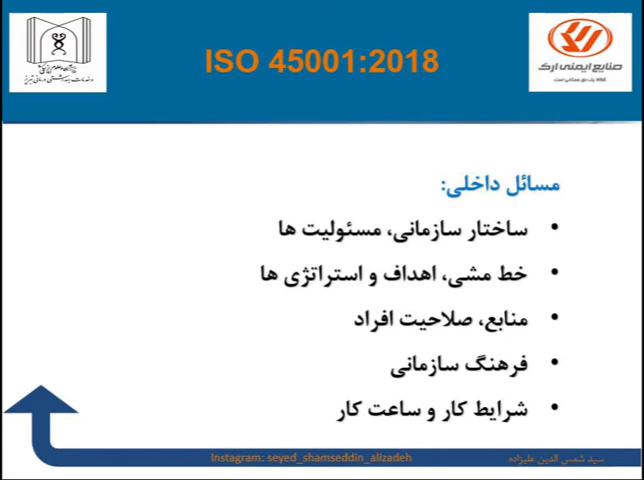 ISO 45001:2018
صنایع ایمنی ارک
مسائل داخلی:
• ساختار سازمانی، مسئولیت ها
• خط مشی، اهداف و استراتژی ها
• منابع، صلاحیت افراد
• فرهنگ سازمانی
• شرایط کار و ساعت کار
Instagram: seyed_shamseddin_alizadeh
سید شمس الدین علیزاده